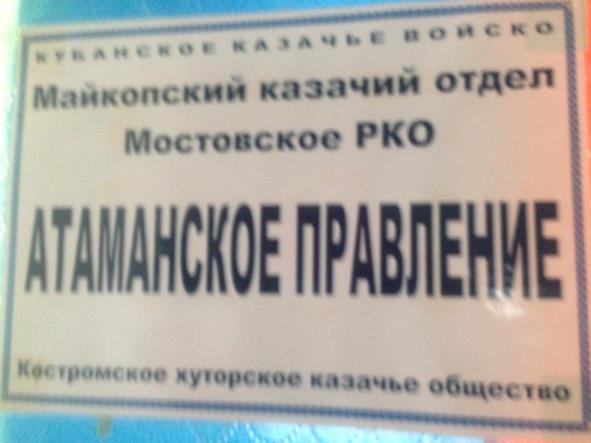 КУБАНСКОЕ КАЗАЧЬЕ ВОЙСКО
Майкопский казачий отдел
Мостовское РКО
АТАМАНСКОЕ ПРАВЛЕНИЕ
Костромское хуторское казачье общество